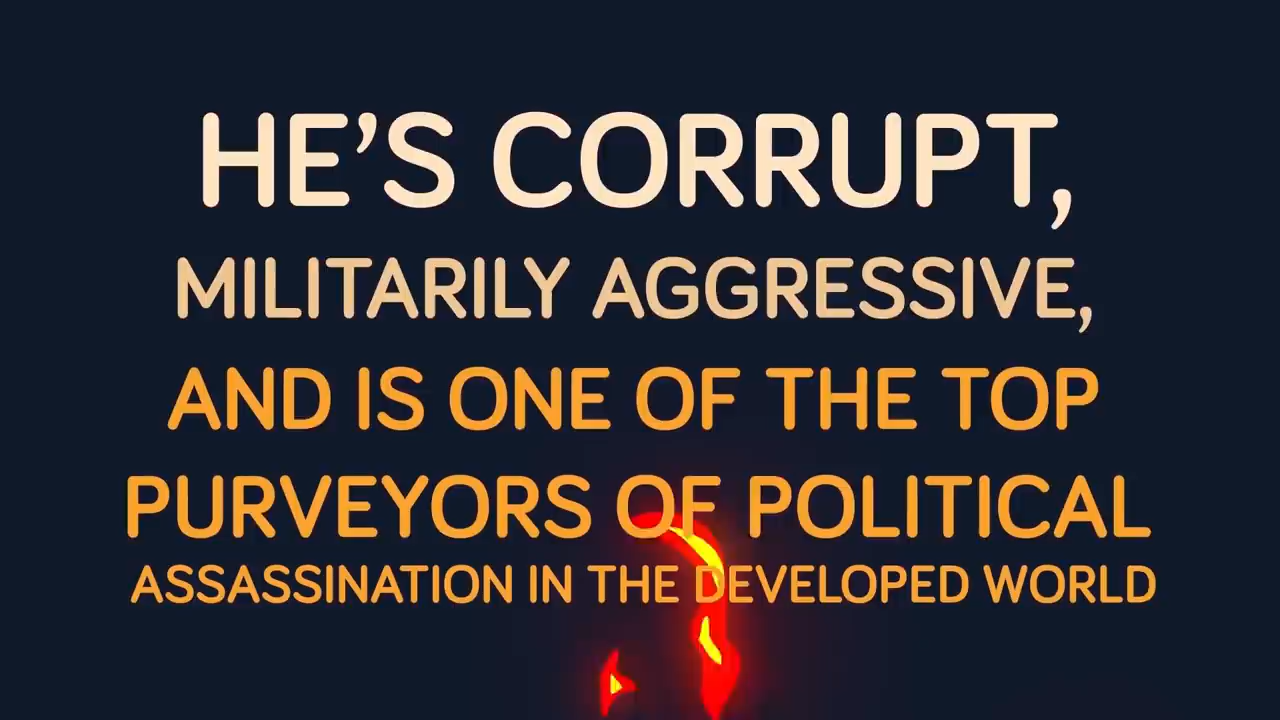 HE’S CORRUPT,
MILITARILY AGGRESSIVE,
AND IS ONE OF THE TOP
PURVEYORS OF POLITICAL
ASSASSINATION IN THE DEVELOPED WORLD